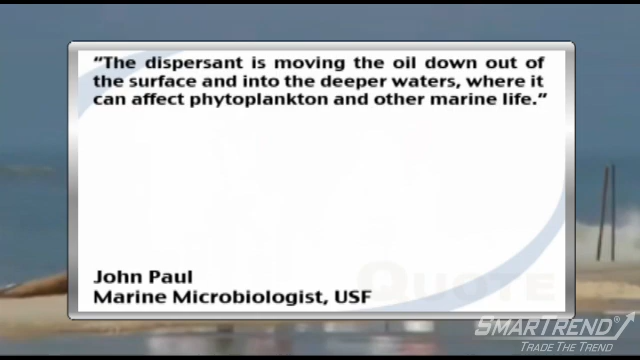 “The dispersant is moving the oil down out of
the surface and into the deeper waters, where it
can affect phytoplankton and other marine life.”
John Paul
Marine Microbiologist, USF
QUOTE
SMARTREND®
TRADE THE TREND